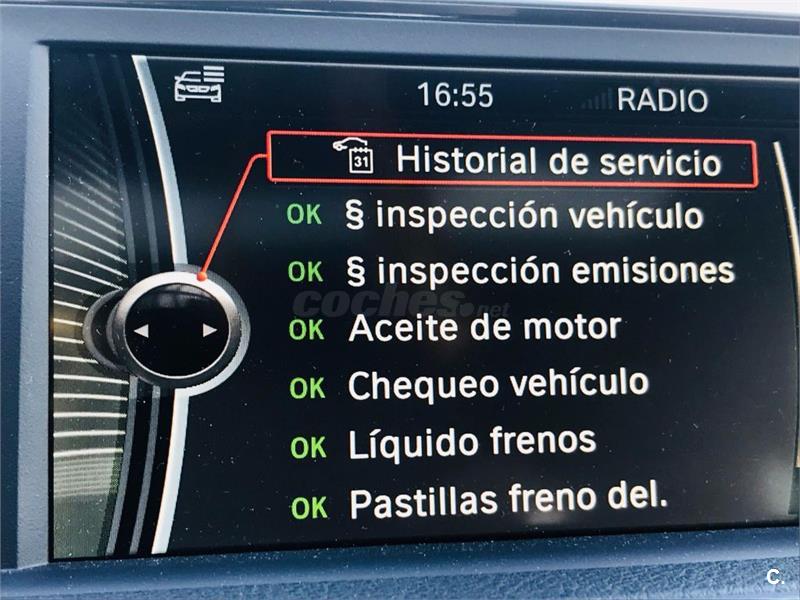 16:55 RADIO
31 Historial de servicio
OK § inspección vehículo
OK § inspección emisiones
coches.net
OK Aceite de motor
OK Chequeo vehículo
OK Líquido frenos
OK Pastillas freno del.
C.